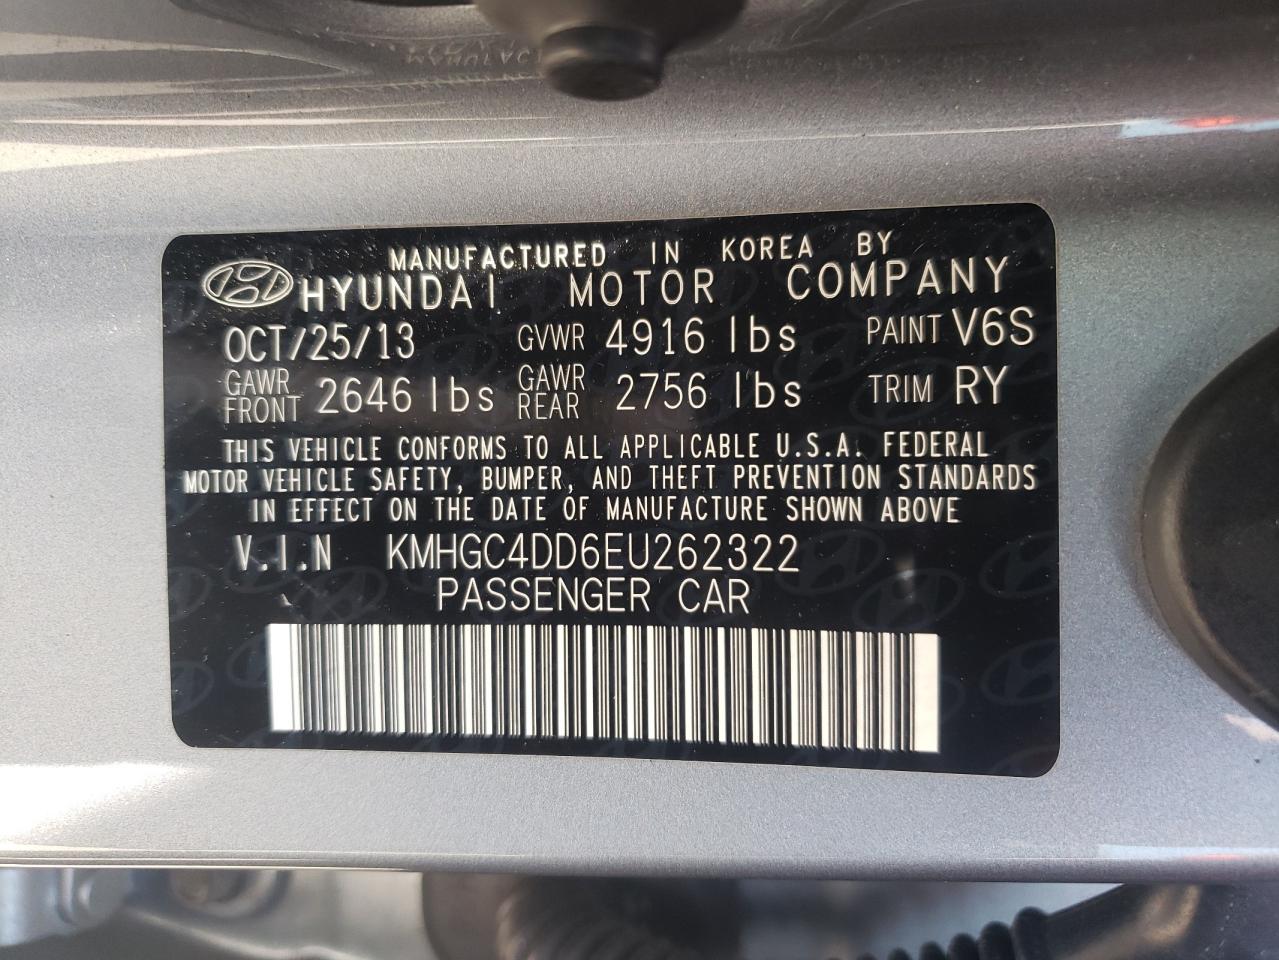 MANUFACTURED IN KOREA BY
HYUNDAI MOTOR COMPANY
OCT/25/13 GVWR 4916 lbs PAINT V6S
GAWR FRONT 2646 lbs GAWR REAR 2756 lbs TRIM RY
THIS VEHICLE CONFORMS TO ALL APPLICABLE U.S.A. FEDERAL
MOTOR VEHICLE SAFETY, BUMPER, AND THEFT PREVENTION STANDARDS
IN EFFECT ON THE DATE OF MANUFACTURE SHOWN ABOVE
V.I.N KMHGC4DD6EU262322
PASSENGER CAR